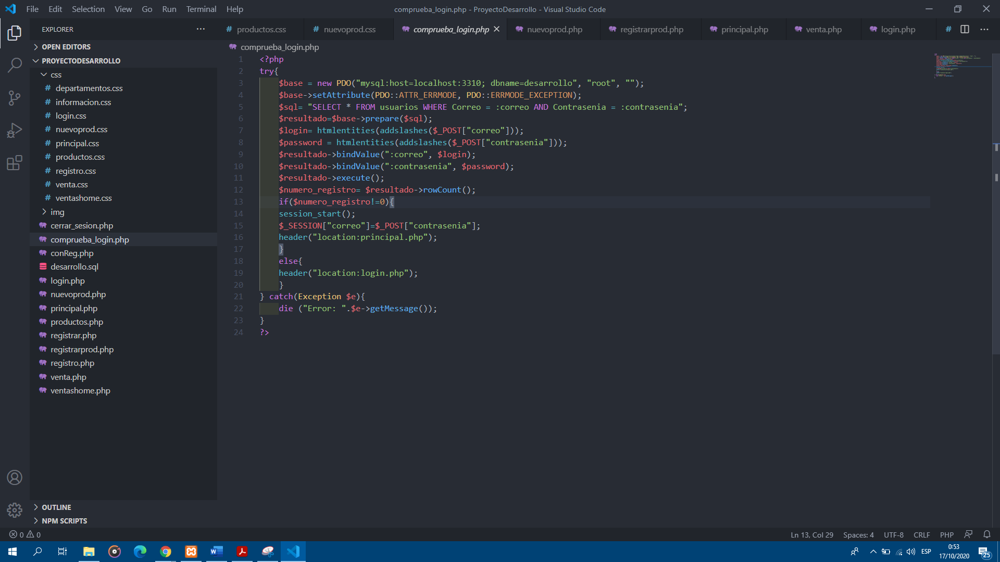 File Edit Selection View Go Run Terminal Help
comprueba_login.php - ProyectoDesarrollo - Visual Studio Code
EXPLORER
# productos.css # nuevoprod.css comprueba_login.php nuevoprod.php registrarprod.php principal.php venta.php login.php #
OPEN EDITORS
PROYECTODESARROLLO
css
# departamentos.css
# informacion.css
# login.css
# nuevoprod.css
# principal.css
# productos.css
# registro.css
# venta.css
# ventashome.css
img
cerrar_sesion.php
comprueba_login.php
conReg.php
desarrollo.sql
login.php
nuevoprod.php
principal.php
productos.php
registrar.php
registrarprod.php
registro.php
venta.php
ventashome.php
OUTLINE
NPM SCRIPTS
comprueba_login.php
1 <?php
2 try{
3 $base = new PDO("mysql:host=localhost:3310; dbname=desarrollo", "root", "");
4 $base->setAttribute(PDO::ATTR_ERRMODE, PDO::ERRMODE_EXCEPTION);
5 $sql= "SELECT * FROM usuarios WHERE Correo = :correo AND Contrasenia = :contrasenia";
6 $resultado=$base->prepare($sql);
7 $login= htmlentities(addslashes($_POST["correo"]));
8 $password = htmlentities(addslashes($_POST["contrasenia"]));
9 $resultado->bindValue(":correo", $login);
10 $resultado->bindValue(":contrasenia", $password);
11 $resultado->execute();
12 $numero_registro= $resultado->rowCount();
13 if($numero_registro!=0){
14 session_start();
15 $_SESSION["correo"]=$_POST["contrasenia"];
16 header("location:principal.php");
17 }
18 else{
19 header("location:login.php");
20 }
21 } catch(Exception $e){
22 die ("Error: ".$e->getMessage());
23 }
24 ?>
0 0
Ln 13, Col 29 Spaces: 4 UTF-8 CRLF PHP
ESP
0:53
17/10/2020
25